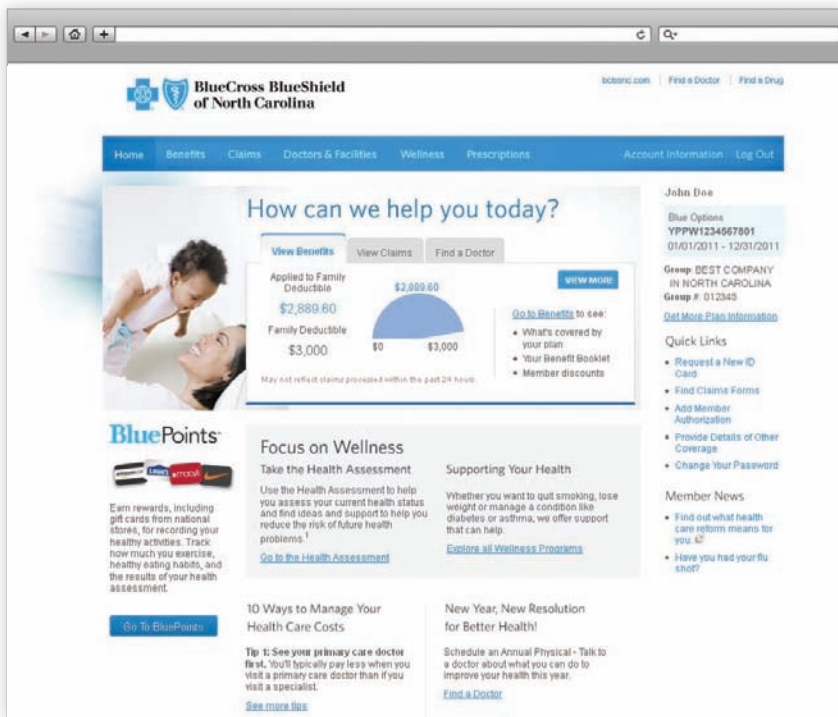 BlueCross BlueShield
of North Carolina
bcbsnc.com | Find a Doctor | Find a Drug
Home Benefits Claims Doctors & Facilities Wellness Prescriptions Account Information Log Out
How can we help you today?
View Benefits View Claims Find a Doctor
Applied to Family
Deductible
$2,889.60
Family Deductible
$3,000
$2,889.60
$0 $3,000
VIEW MORE
Go to Benefits to see:
• What's covered by
your plan
• Your Benefit Booklet
• Member discounts
May not reflect claims processed within the past 24 hours.
John Doe
Blue Options
YPPW1234567801
01/01/2011 - 12/31/2011
Group: BEST COMPANY
IN NORTH CAROLINA
Group #: 012345
Get More Plan Information
Quick Links
• Request a New ID
Card
• Find Claims Forms
• Add Member
Authorization
• Provide Details of Other
Coverage
• Change Your Password
Member News
• Find out what health
care reform means for
you.
• Have you had your flu
shot?
BluePoints
macy's
Earn rewards, including
gift cards from national
stores, for recording your
healthy activities. Track
how much you exercise,
healthy eating habits, and
the results of your health
assessment.
Go To BluePoints
Focus on Wellness
Take the Health Assessment
Use the Health Assessment to help
you assess your current health status
and find ideas and support to help you
reduce the risk of future health
problems.1
Go to the Health Assessment
Supporting Your Health
Whether you want to quit smoking, lose
weight or manage a condition like
diabetes or asthma, we offer support
that can help.
Explore all Wellness Programs
10 Ways to Manage Your
Health Care Costs
Tip 1: See your primary care doctor
first. You'll typically pay less when you
visit a primary care doctor than if you
visit a specialist.
See more tips
New Year, New Resolution
for Better Health!
Schedule an Annual Physical - Talk to
a doctor about what you can do to
improve your health this year.
Find a Doctor